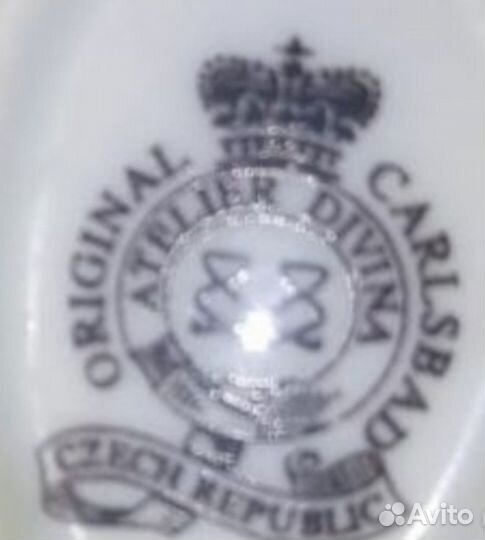 ORIGINAL CARLSBAD
ATELIER DIVINA
CZECH REPUBLIC
Avito